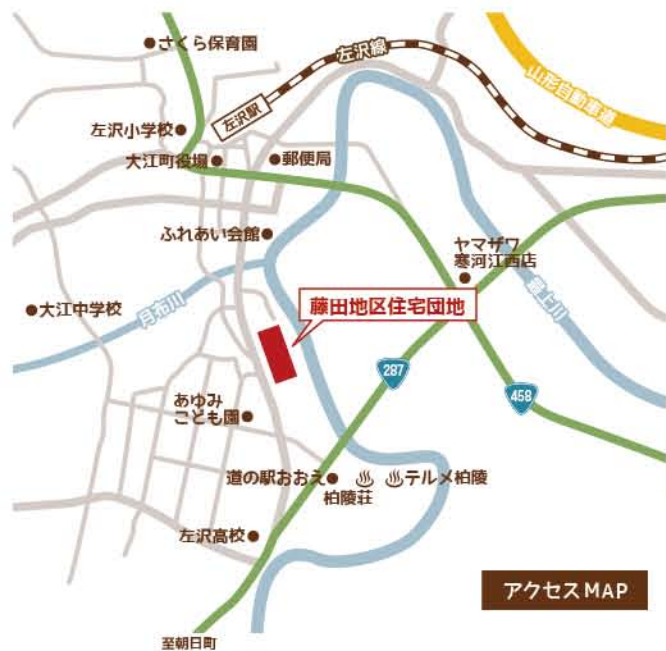 さくら保育園
左沢線
山形自動車道
左沢駅
左沢小学校
大江町役場
郵便局
ふれあい会館
ヤマザワ
寒河江西店
最上川
大江中学校
月布川
藤田地区住宅団地
287
458
あゆみ
こども園
道の駅おおえ
テルメ柏陵
柏陵荘
左沢高校
アクセスMAP
至朝日町